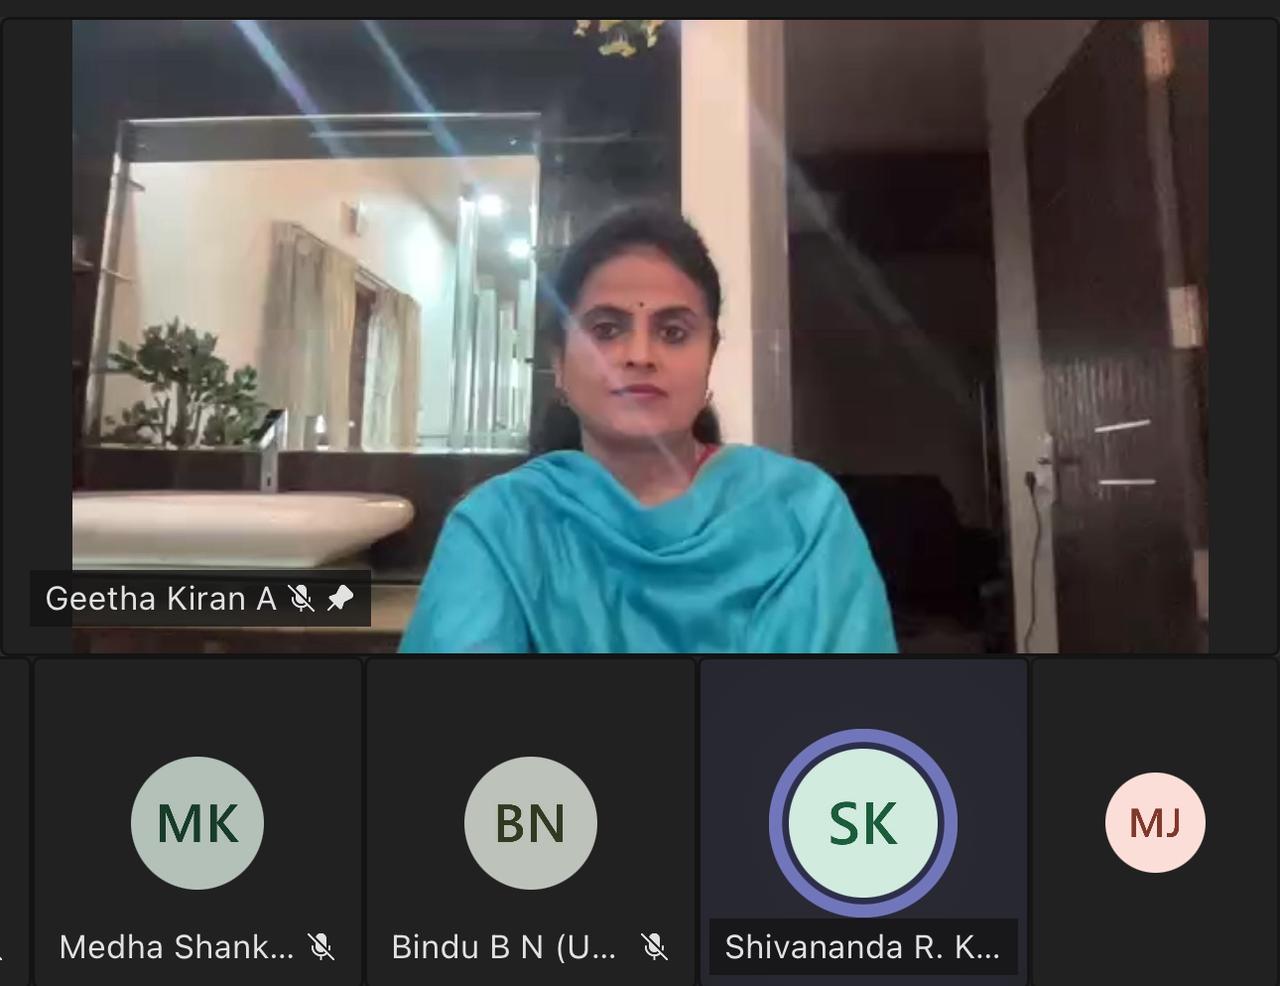 Geetha Kiran A
MK
BN
SK
MJ
Medha Shank...
Bindu B N (U...
Shivananda R. K...